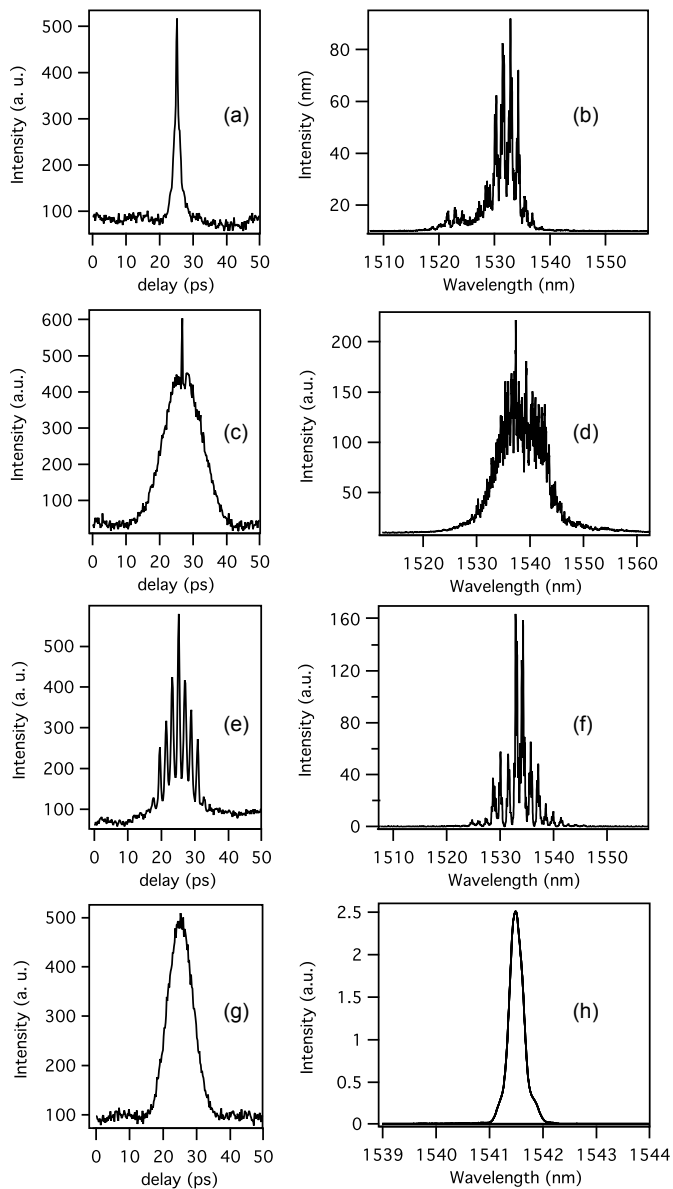 500
400
300
200
100
Intensity (a. u.)
(a)
0 10 20 30 40 50
delay (ps)
80
60
40
20
Intensity (nm)
(b)
1510 1520 1530 1540 1550
Wavelength (nm)
600
500
400
300
200
100
Intensity (a.u.)
(c)
0 10 20 30 40 50
delay (ps)
200
150
100
50
Intensity (a.u.)
(d)
1520 1530 1540 1550 1560
Wavelength (nm)
500
400
300
200
100
Intensity (a. u.)
(e)
0 10 20 30 40 50
delay (ps)
160
120
80
40
0
Intensity (a.u.)
(f)
1510 1520 1530 1540 1550
Wavelength (nm)
500
400
300
200
100
Intensity (a. u.)
(g)
0 10 20 30 40 50
delay (ps)
2.5
2
1.5
1
0.5
0
Intensity (a.u.)
(h)
1539 1540 1541 1542 1543 1544
Wavelength (nm)